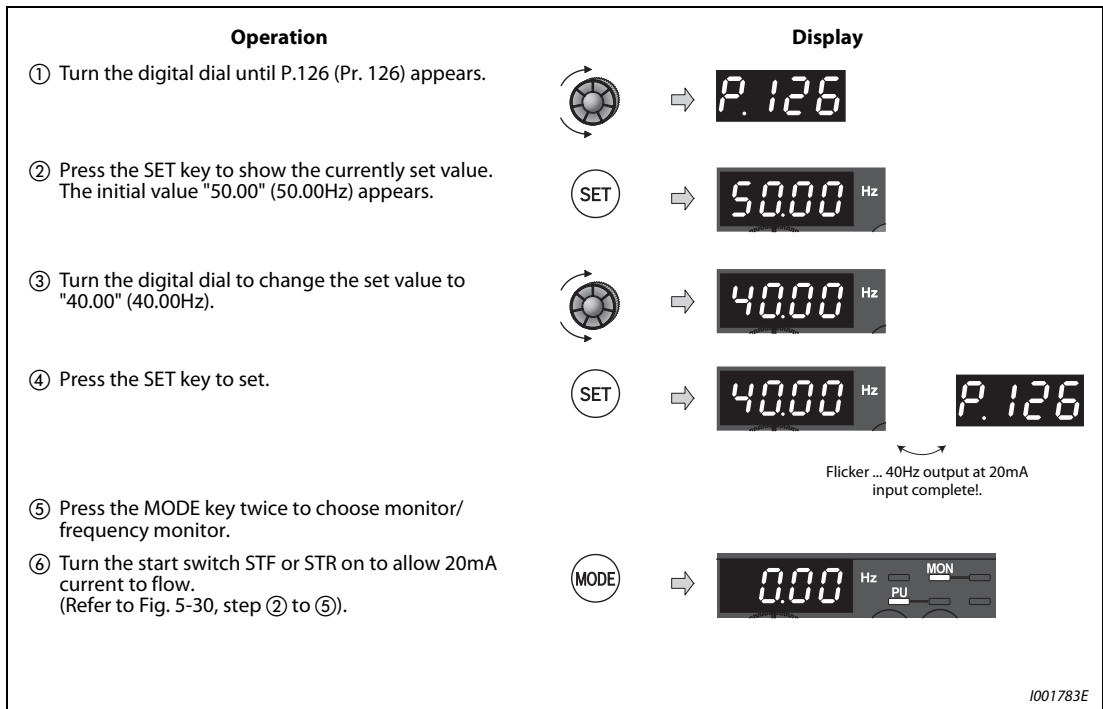 Operation
Display
① Turn the digital dial until P.126 (Pr. 126) appears.
P. 126
② Press the SET key to show the currently set value.
The initial value "50.00" (50.00Hz) appears.
SET
50.00 Hz
③ Turn the digital dial to change the set value to
"40.00" (40.00Hz).
40.00 Hz
④ Press the SET key to set.
SET
40.00 Hz
P. 126
Flicker ... 40Hz output at 20mA
input complete!.
⑤ Press the MODE key twice to choose monitor/
frequency monitor.
⑥ Turn the start switch STF or STR on to allow 20mA
current to flow.
(Refer to Fig. 5-30, step ② to ⑤)).
MODE
0.00 Hz
MON
PU
I001783E